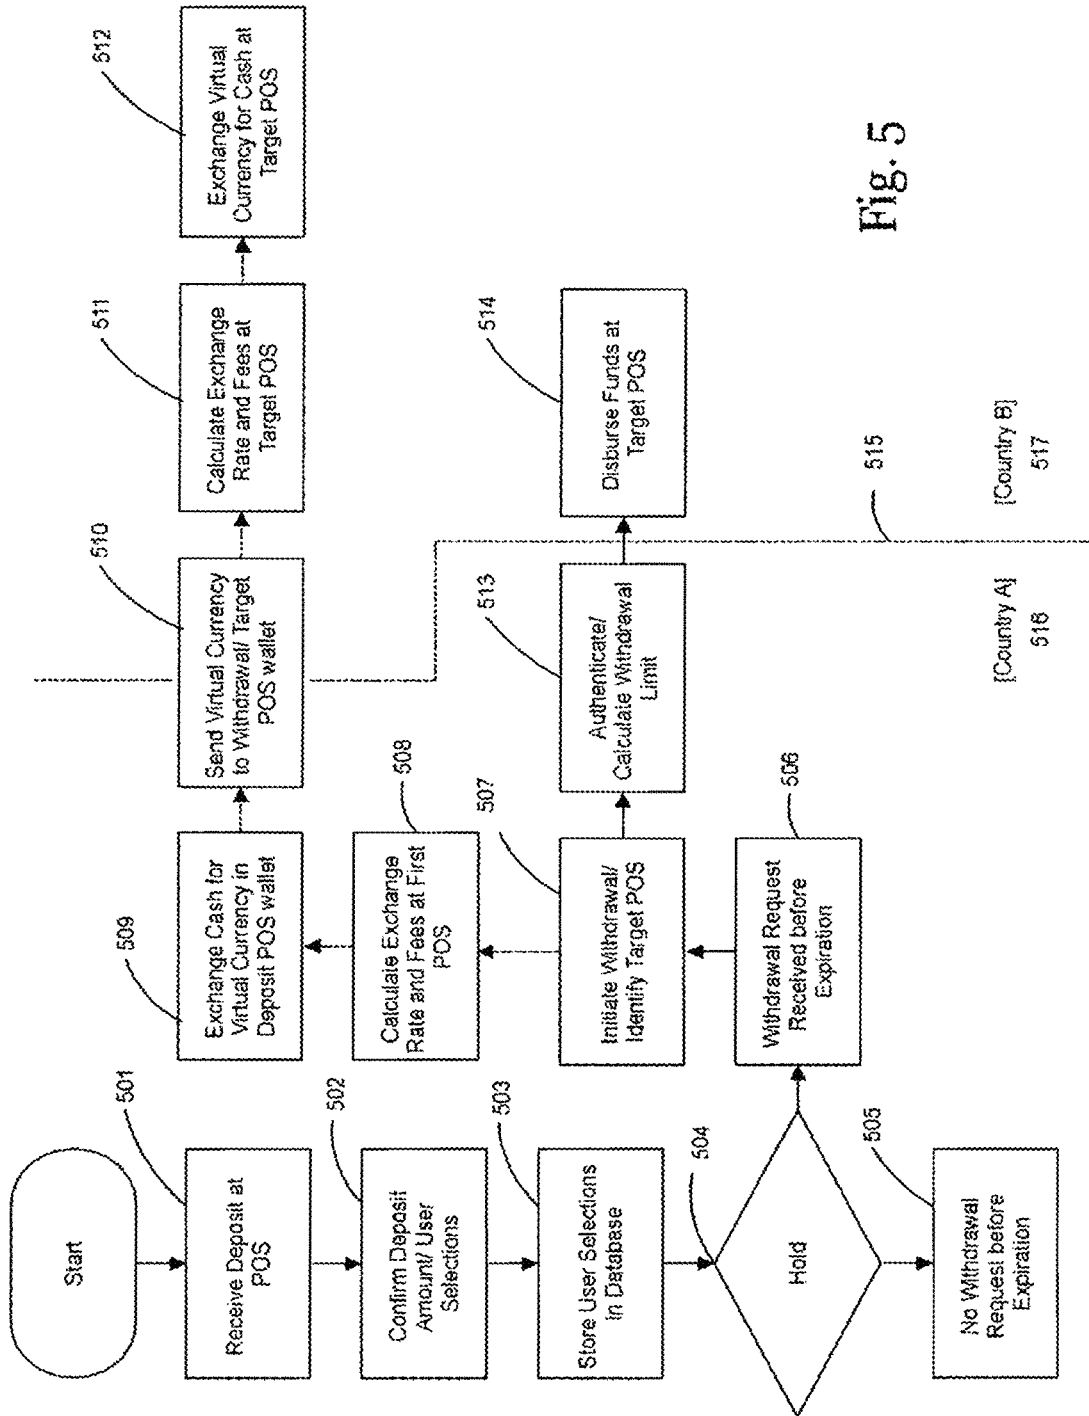 Start
501
Receive Deposit at
POS
502
Confirm Deposit
Amount/ User
Selections
503
Store User Selections
in Database
504
Hold
505
No Withdrawal
Request before
Expiration
506
Withdrawal Request
Received before
Expiration
507
Initiate Withdrawal/
Identify Target POS
508
Calculate Exchange
Rate and Fees at First
POS
509
Exchange Cash for
Virtual Currency in
Deposit POS wallet
510
Send Virtual Currency
to Withdrawal/ Target
POS wallet
511
Calculate Exchange
Rate and Fees at
Target POS
512
Exchange Virtual
Currency for Cash at
Target POS
513
Authenticate/
Calculate Withdrawal
Limit
514
Disburse Funds at
Target POS
515
[Country A]
516
[Country B]
517
Fig. 5